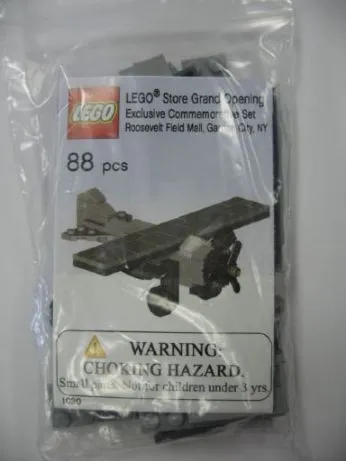 LEGO
LEGO® Store Grand Opening
Exclusive Commemorative Set
Roosevelt Field Mall, Garden City, NY
88 pcs
WARNING:
CHOKING HAZARD.
Small parts. Not for children under 3 yrs
1030